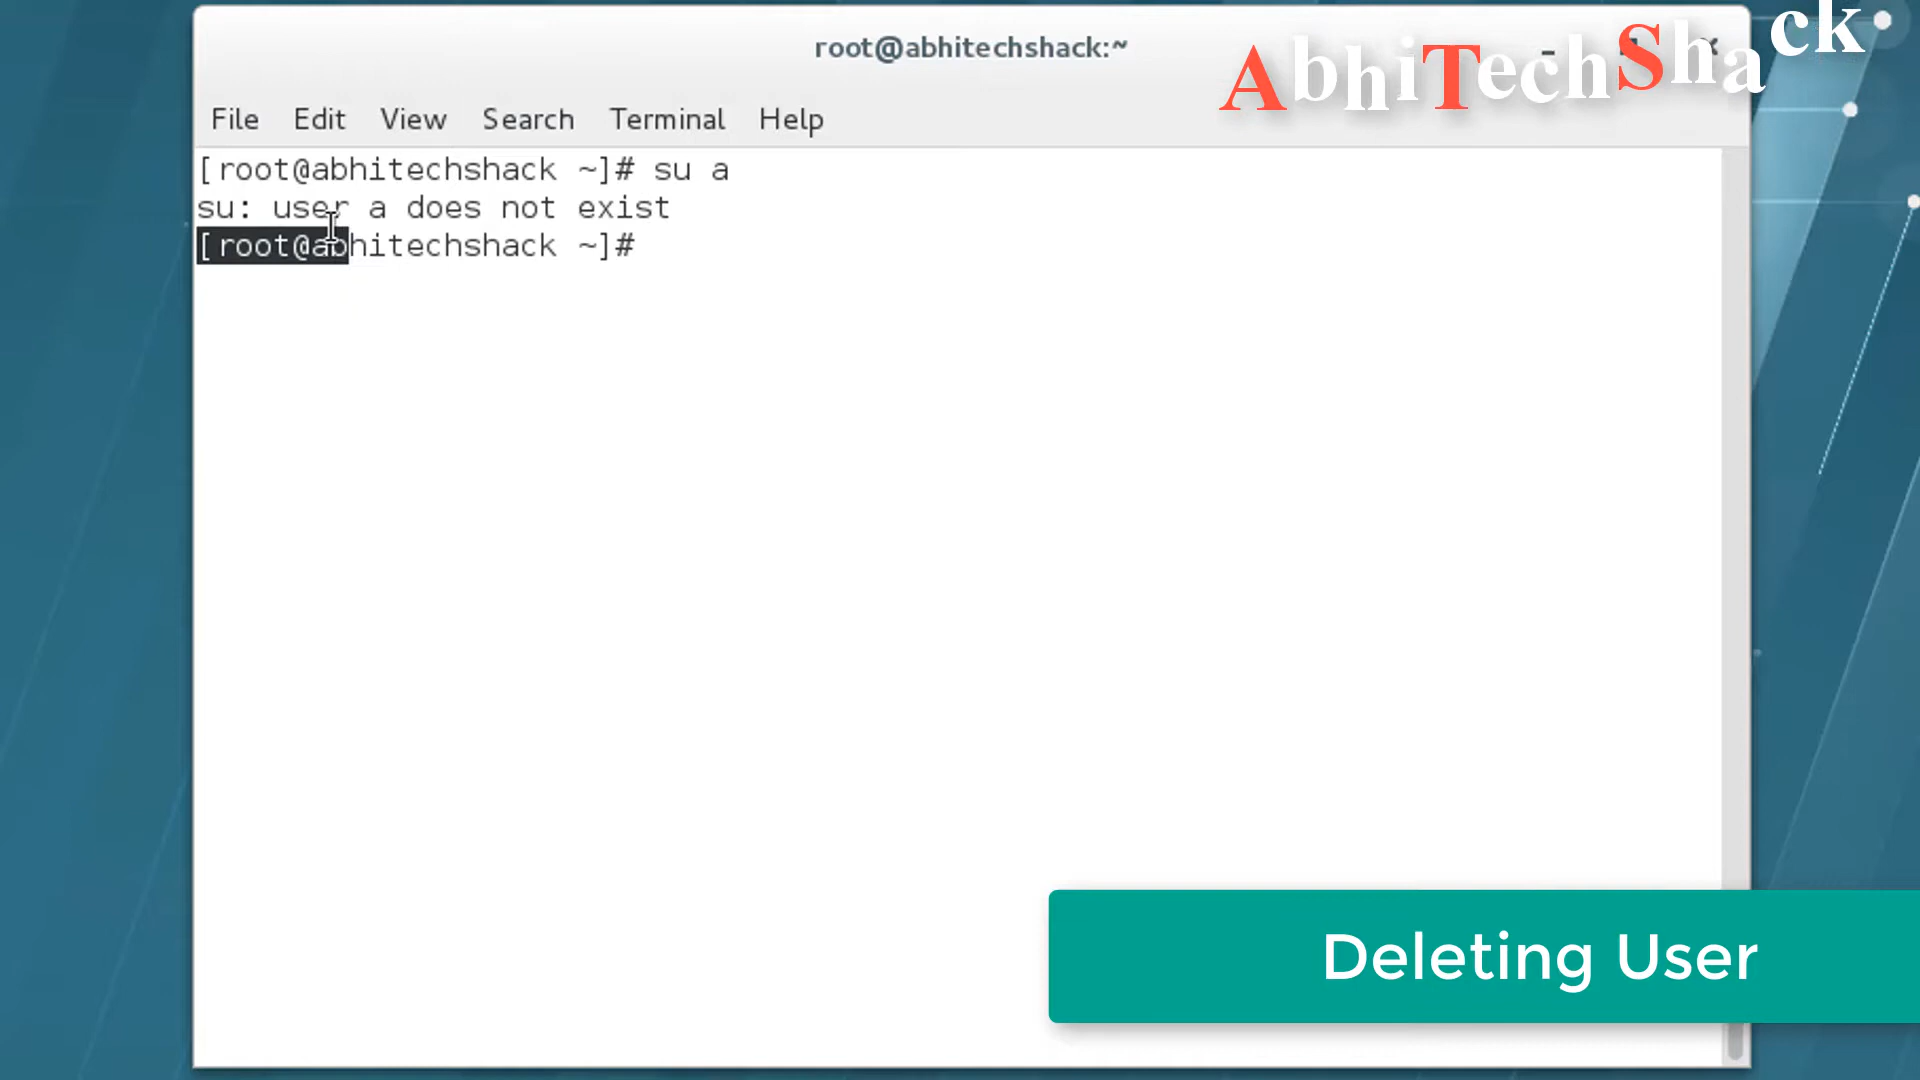 root@abhitechshack:~
AbhiTechShack
File Edit View Search Terminal Help
[root@abhitechshack ~]# su a
su: user a does not exist
[root@abhitechshack ~]#
Deleting User